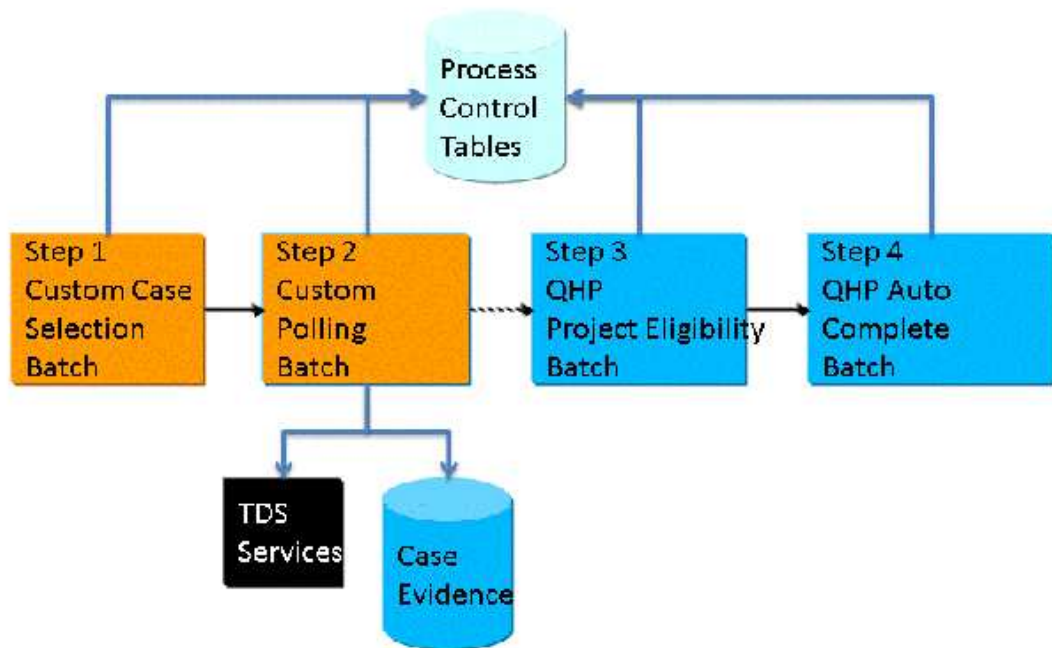 Process
Control
Tables
Step 1
Custom Case
Selection
Batch
Step 2
Custom
Polling
Batch
Step 3
QHP
Project Eligibility
Batch
Step 4
QHP Auto
Complete
Batch
TDS
Services
Case
Evidence